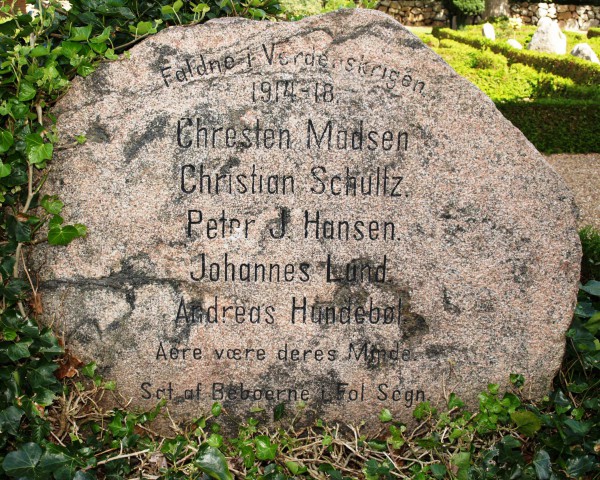 Faldne i Verdenskrigen
1914-18.
Chresten Madsen
Christian Schultz.
Peter J. Hansen.
Johannes Lund.
Andreas Hundebøl.
Aere være deres Minde.
Sct. af Beboerne i Fol Sogn.